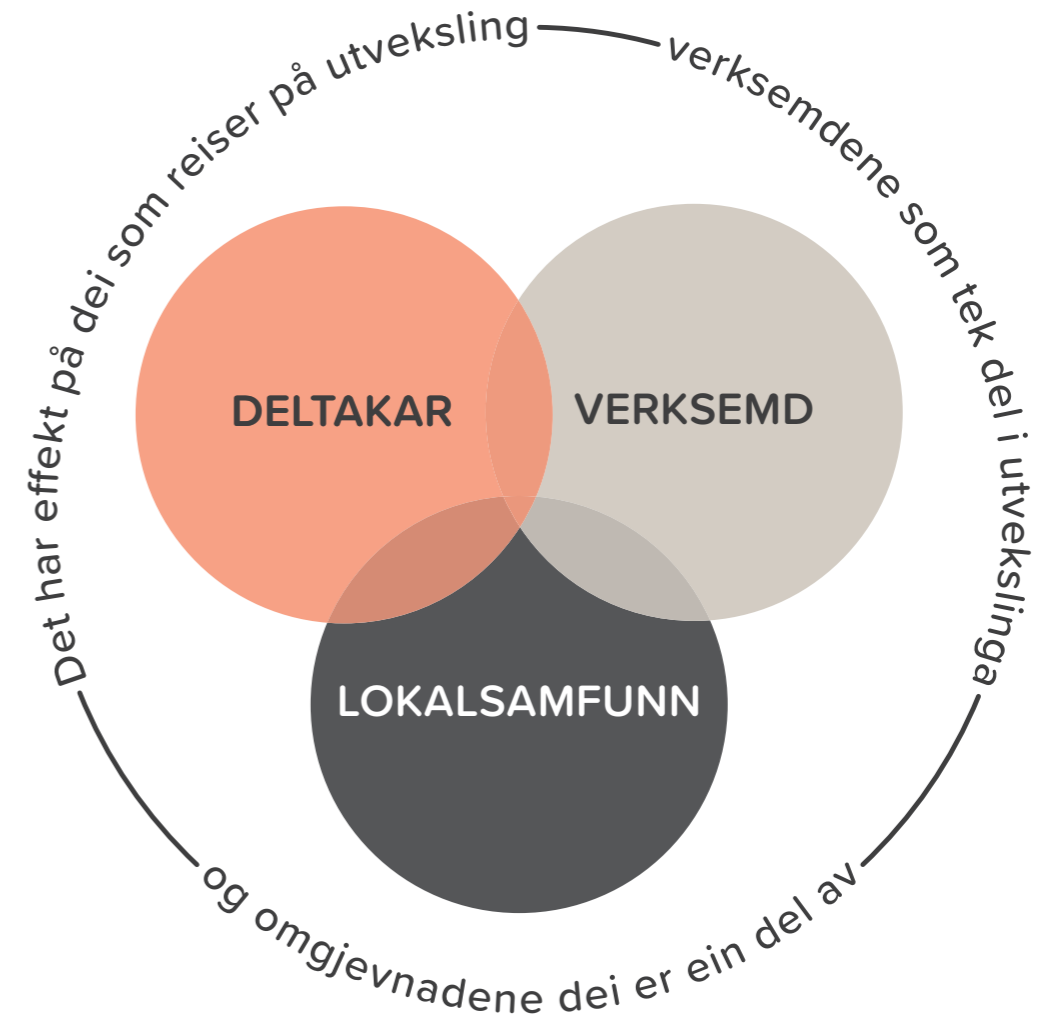 Det har effekt på dei som reiser på utveksling
verksemdene som tek del i utvekslinga
og omgjevnadene dei er ein del av
DELTAKAR
VERKSEMD
LOKALSAMFUNN